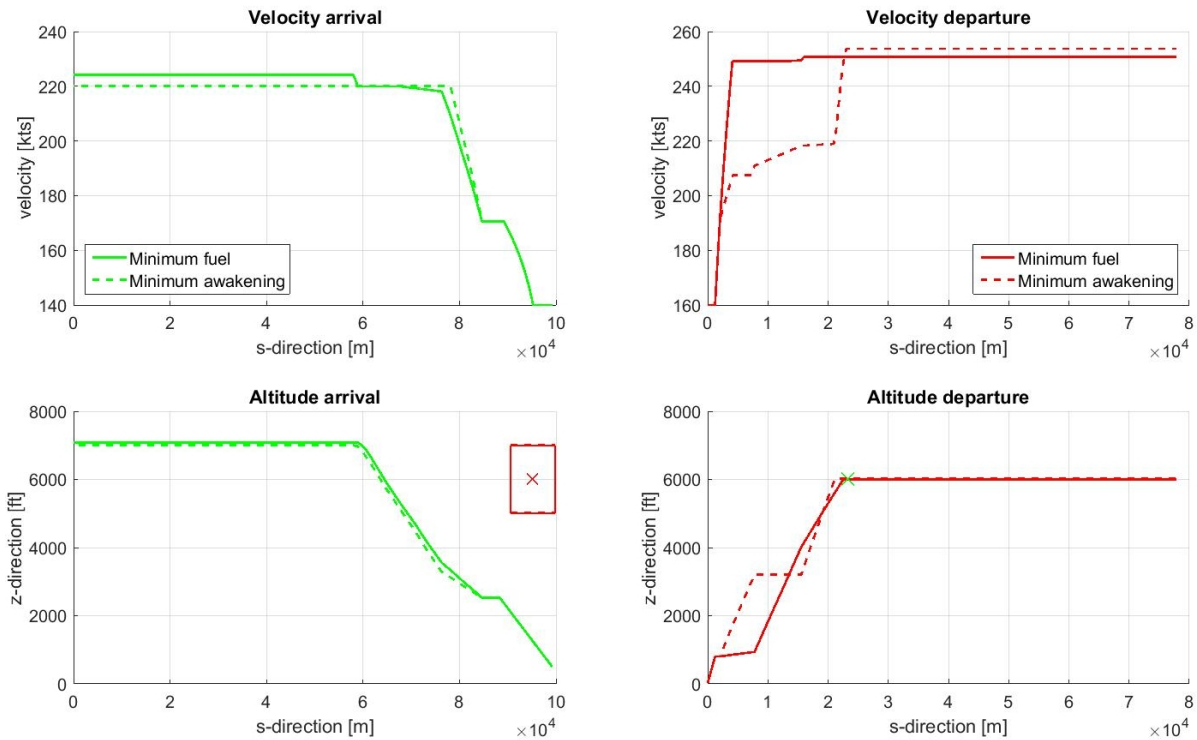 Velocity arrival
240
220
200
180
160
140
velocity [kts]
Minimum fuel
Minimum awakening
0 2 4 6 8 10
s-direction [m]
×10^4
Velocity departure
260
240
220
200
180
160
velocity [kts]
Minimum fuel
Minimum awakening
0 1 2 3 4 5 6 7 8
s-direction [m]
×10^4
Altitude arrival
8000
6000
4000
2000
0
z-direction [ft]
0 2 4 6 8 10
s-direction [m]
×10^4
Altitude departure
8000
6000
4000
2000
0
z-direction [ft]
0 1 2 3 4 5 6 7 8
s-direction [m]
×10^4